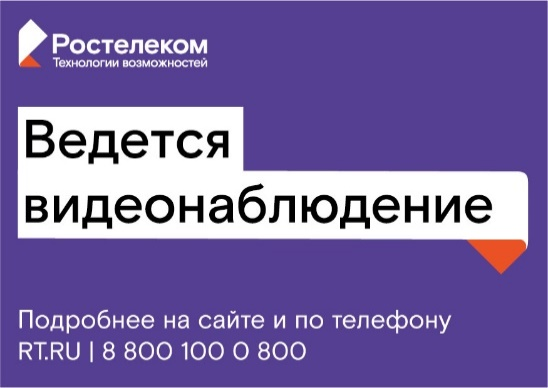 Ростелеком
Технологии возможностей
Ведется
видеонаблюдение
Подробнее на сайте и по телефону
RT.RU | 8 800 100 0 800